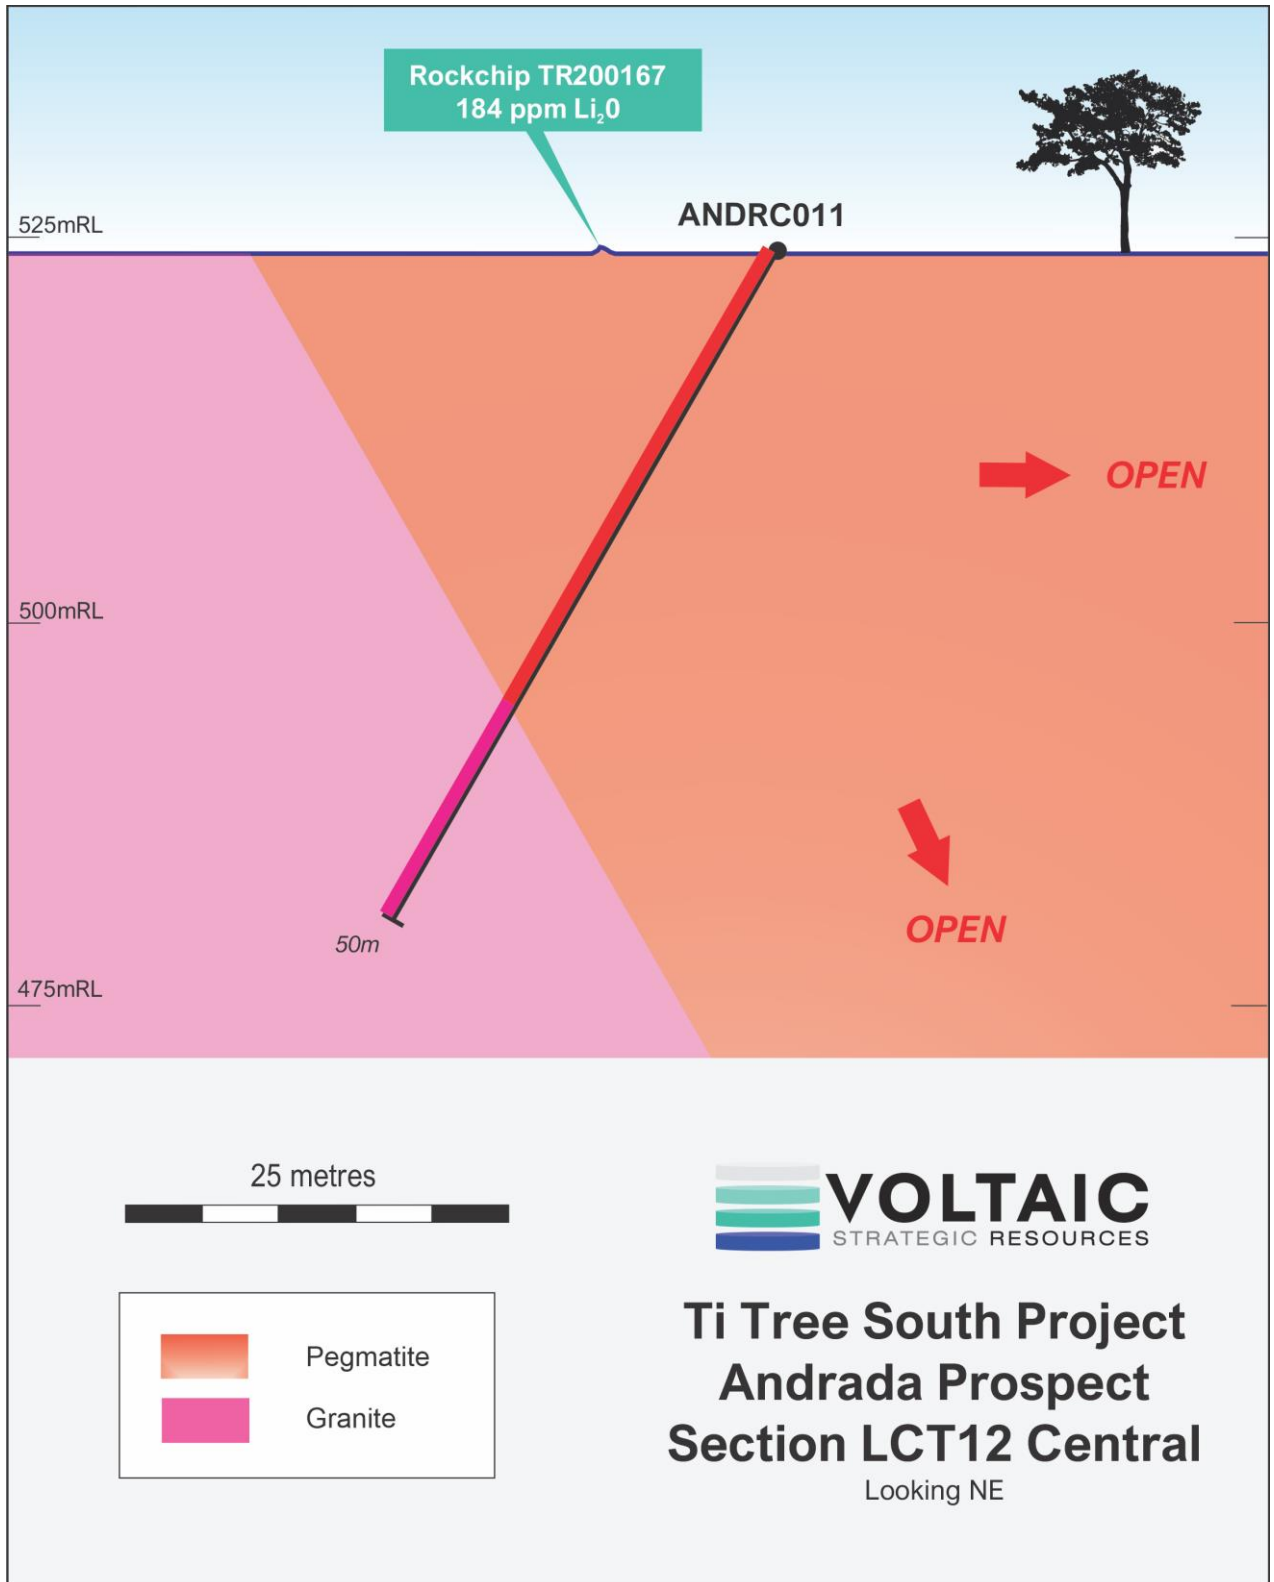 Rockchip TR200167
184 ppm Li₂0
525mRL
ANDRC011
OPEN
500mRL
OPEN
50m
475mRL
25 metres
VOLTAIC
STRATEGIC RESOURCES
Pegmatite
Granite
Ti Tree South Project
Andrada Prospect
Section LCT12 Central
Looking NE